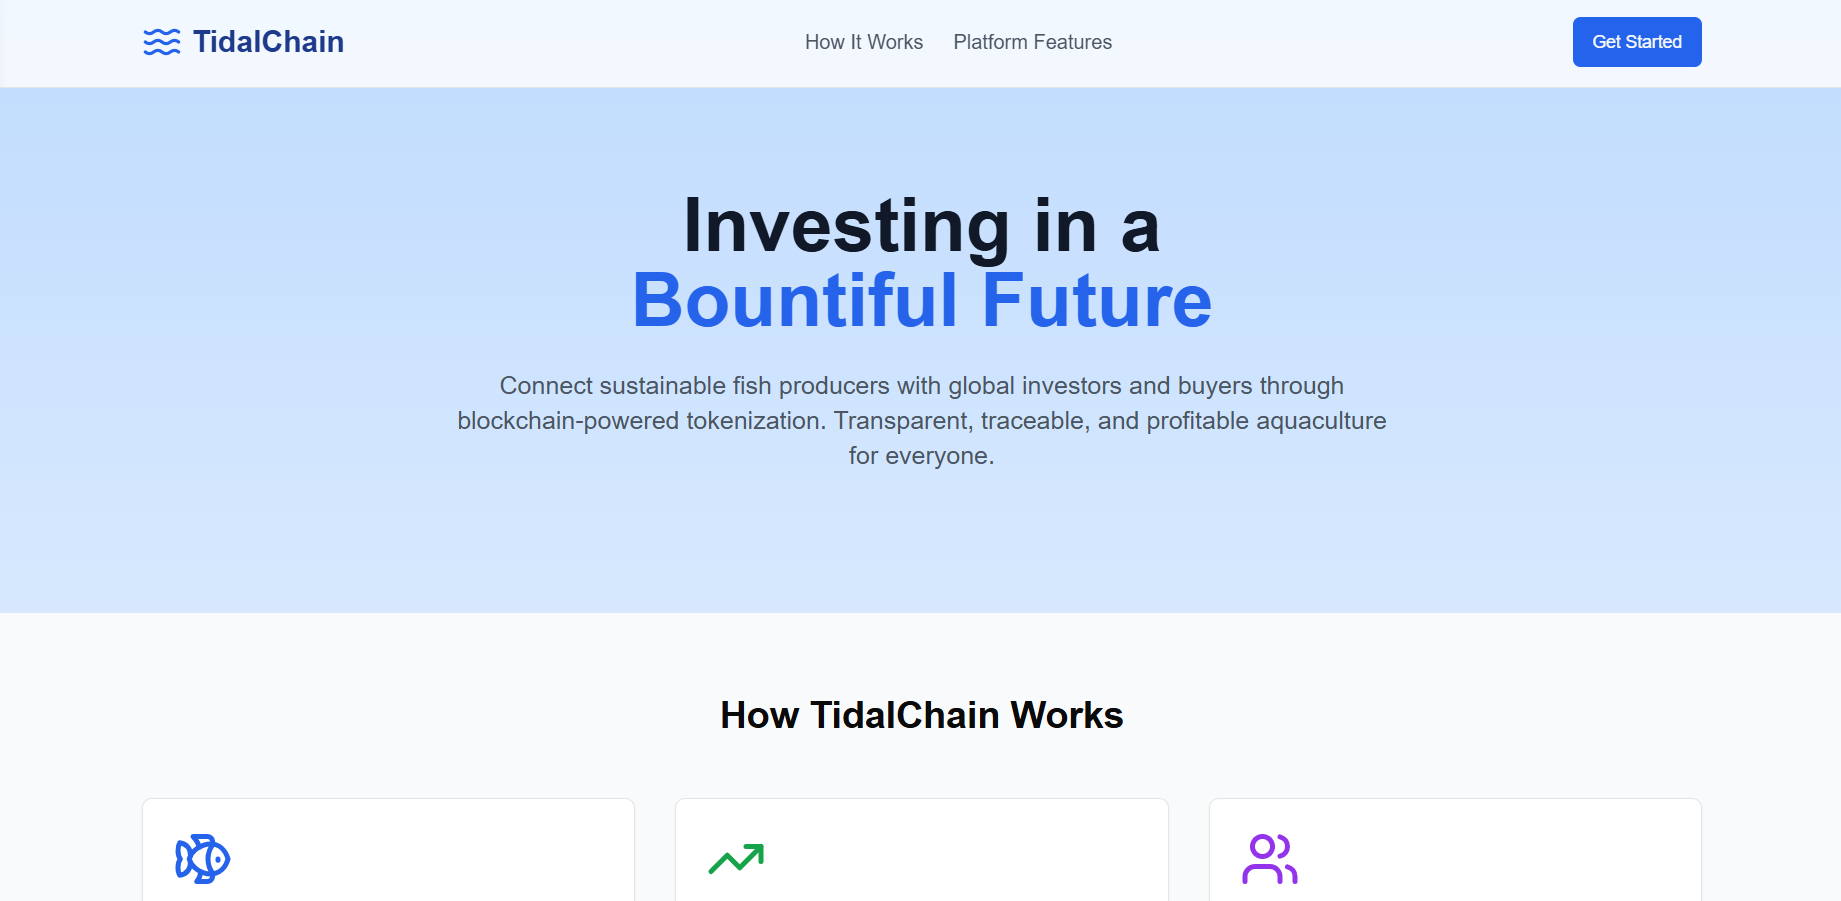 TidalChain
How It Works
Platform Features
Get Started
Investing in a
Bountiful Future
Connect sustainable fish producers with global investors and buyers through
blockchain-powered tokenization. Transparent, traceable, and profitable aquaculture
for everyone.
How TidalChain Works